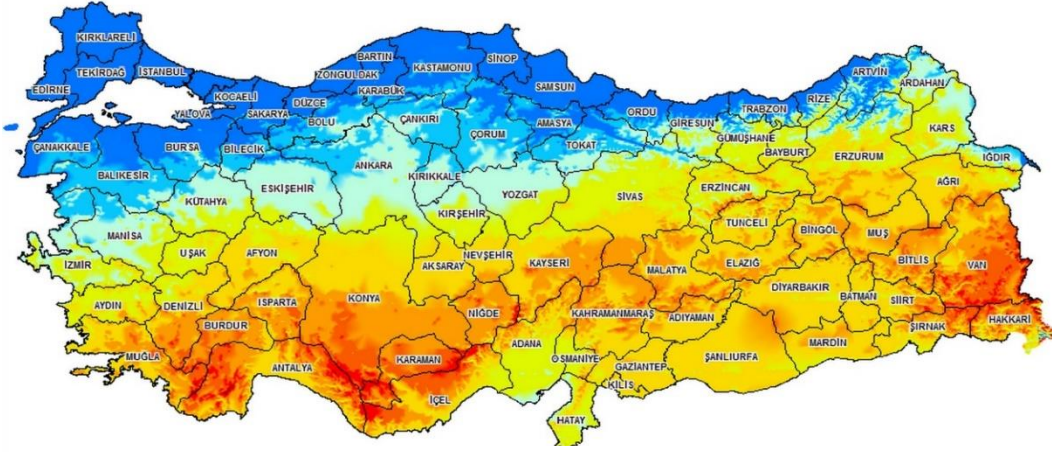 KIRKLARELİ
TEKİRDAĞ
İSTANBUL
EDİRNE
KOCAELİ
YALOVA
SAKARYA
DÜZCE
BOLU
ZONGULDAK
BARTIN
KARABÜK
KASTAMONU
SİNOP
SAMSUN
ORDU
GİRESUN
TRABZON
RİZE
ARTVİN
ARDAHAN
ÇANAKKALE
BALIKESİR
BURSA
BİLECİK
ESKİŞEHİR
KÜTAHYA
ANKARA
ÇANKIRI
KIRIKKALE
ÇORUM
AMASYA
TOKAT
YOZGAT
KIRŞEHİR
SİVAS
GÜMÜŞHANE
BAYBURT
ERZİNCAN
ERZURUM
KARS
IĞDIR
AĞRI
MANİSA
İZMİR
UŞAK
AFYON
AKSARAY
NEVŞEHİR
KAYSERİ
MALATYA
TUNCELİ
ELAZIĞ
BİNGÖL
MUŞ
BİTLİS
VAN
AYDIN
DENİZLİ
ISPARTA
BURDUR
KONYA
NİĞDE
KAHRAMANMARAŞ
ADIYAMAN
DİYARBAKIR
BATMAN
SİİRT
ŞIRNAK
HAKKARİ
MUĞLA
ANTALYA
KARAMAN
İÇEL
ADANA
OSMANİYE
GAZİANTEP
KİLİS
ŞANLIURFA
MARDİN
HATAY